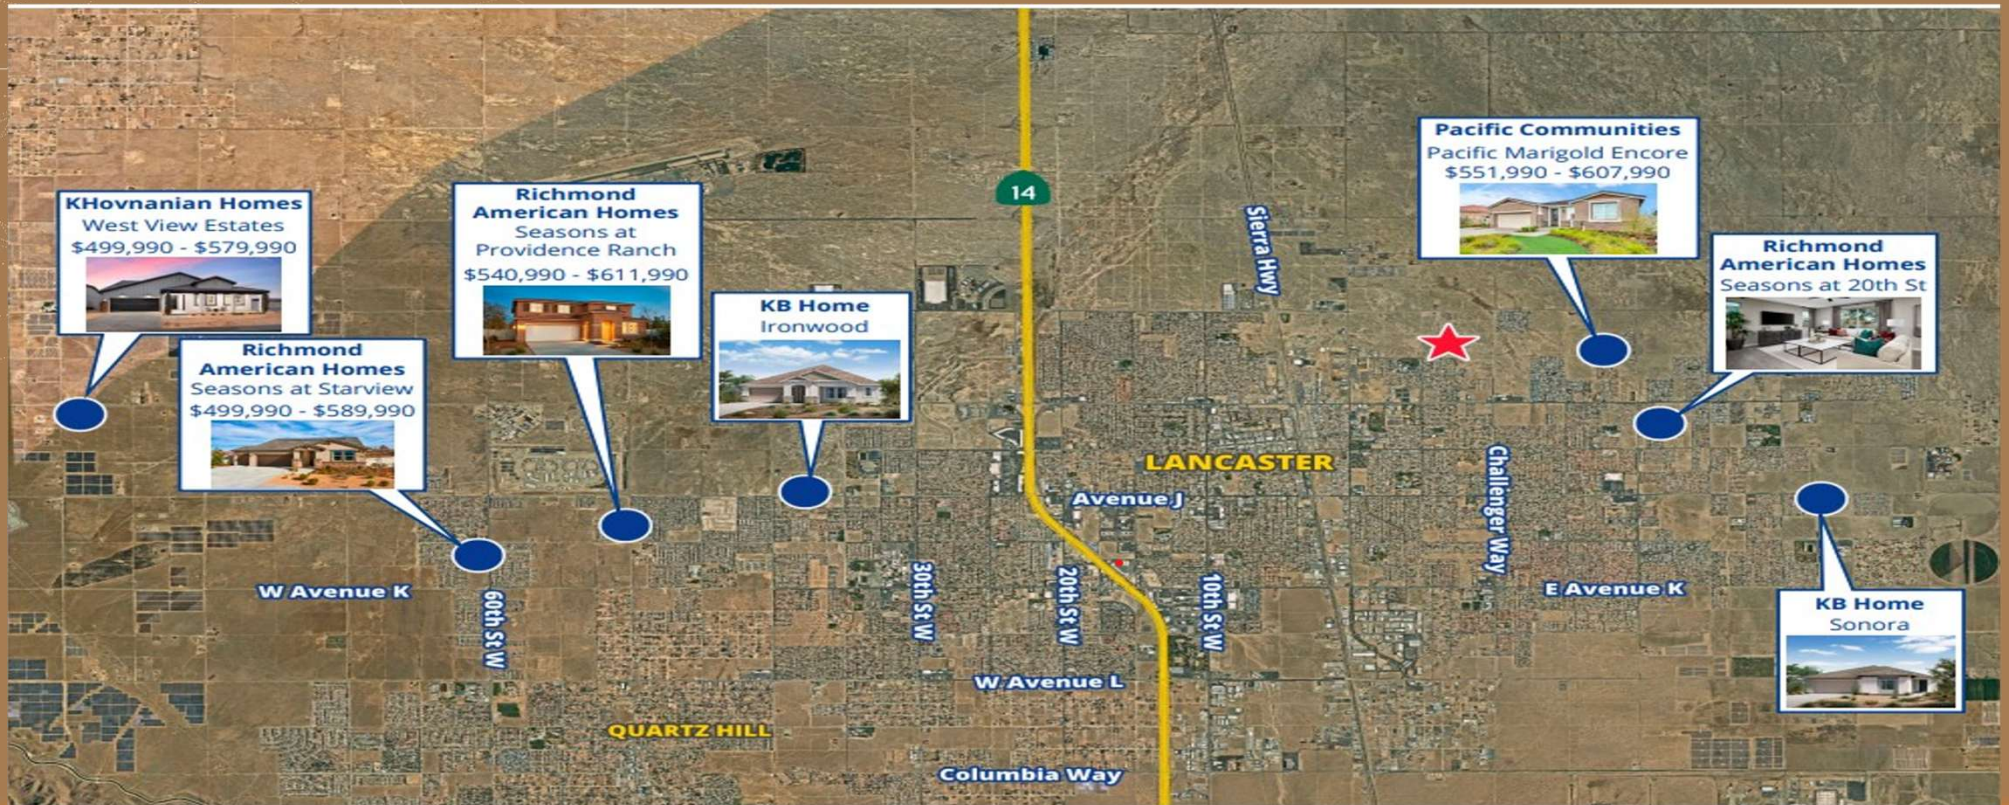 14
Sierra Hwy
Pacific Communities
Pacific Marigold Encore
$551,990 - $607,990
KHovnanian Homes
West View Estates
$499,990 - $579,990
Richmond
American Homes
Seasons at
Providence Ranch
$540,990 - $611,990
Richmond
American Homes
Seasons at 20th St
KB Home
Ironwood
Richmond
American Homes
Seasons at Starview
$499,990 - $589,990
LANCASTER
Avenue J
Challenger Way
W Avenue K
60th St W
30th St W
20th St W
10th St W
E Avenue K
KB Home
Sonora
W Avenue L
QUARTZ HILL
Columbia Way